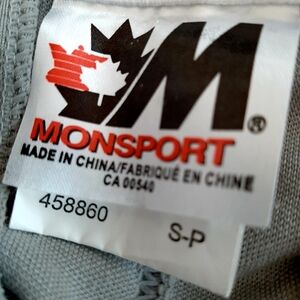 M®
MONSPORT
MADE IN CHINA/FABRIQUÉ EN CHINE
CA 00540
458860 S-P